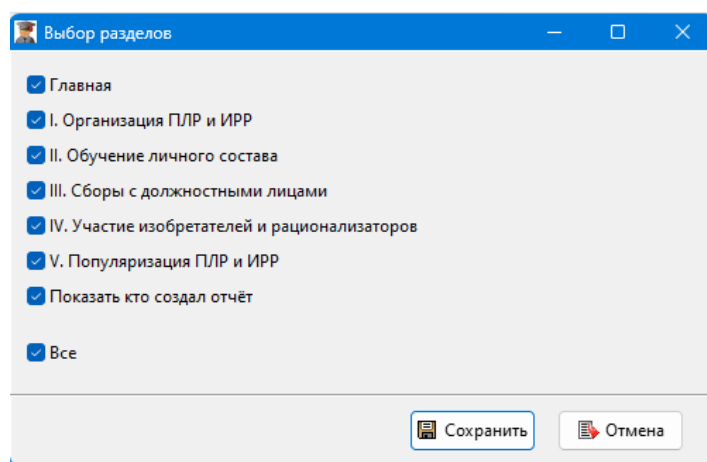 Выбор разделов
Главная
I. Организация ПЛР и ИРР
II. Обучение личного состава
III. Сборы с должностными лицами
IV. Участие изобретателей и рационализаторов
V. Популяризация ПЛР и ИРР
Показать кто создал отчёт
Все
Сохранить Отмена